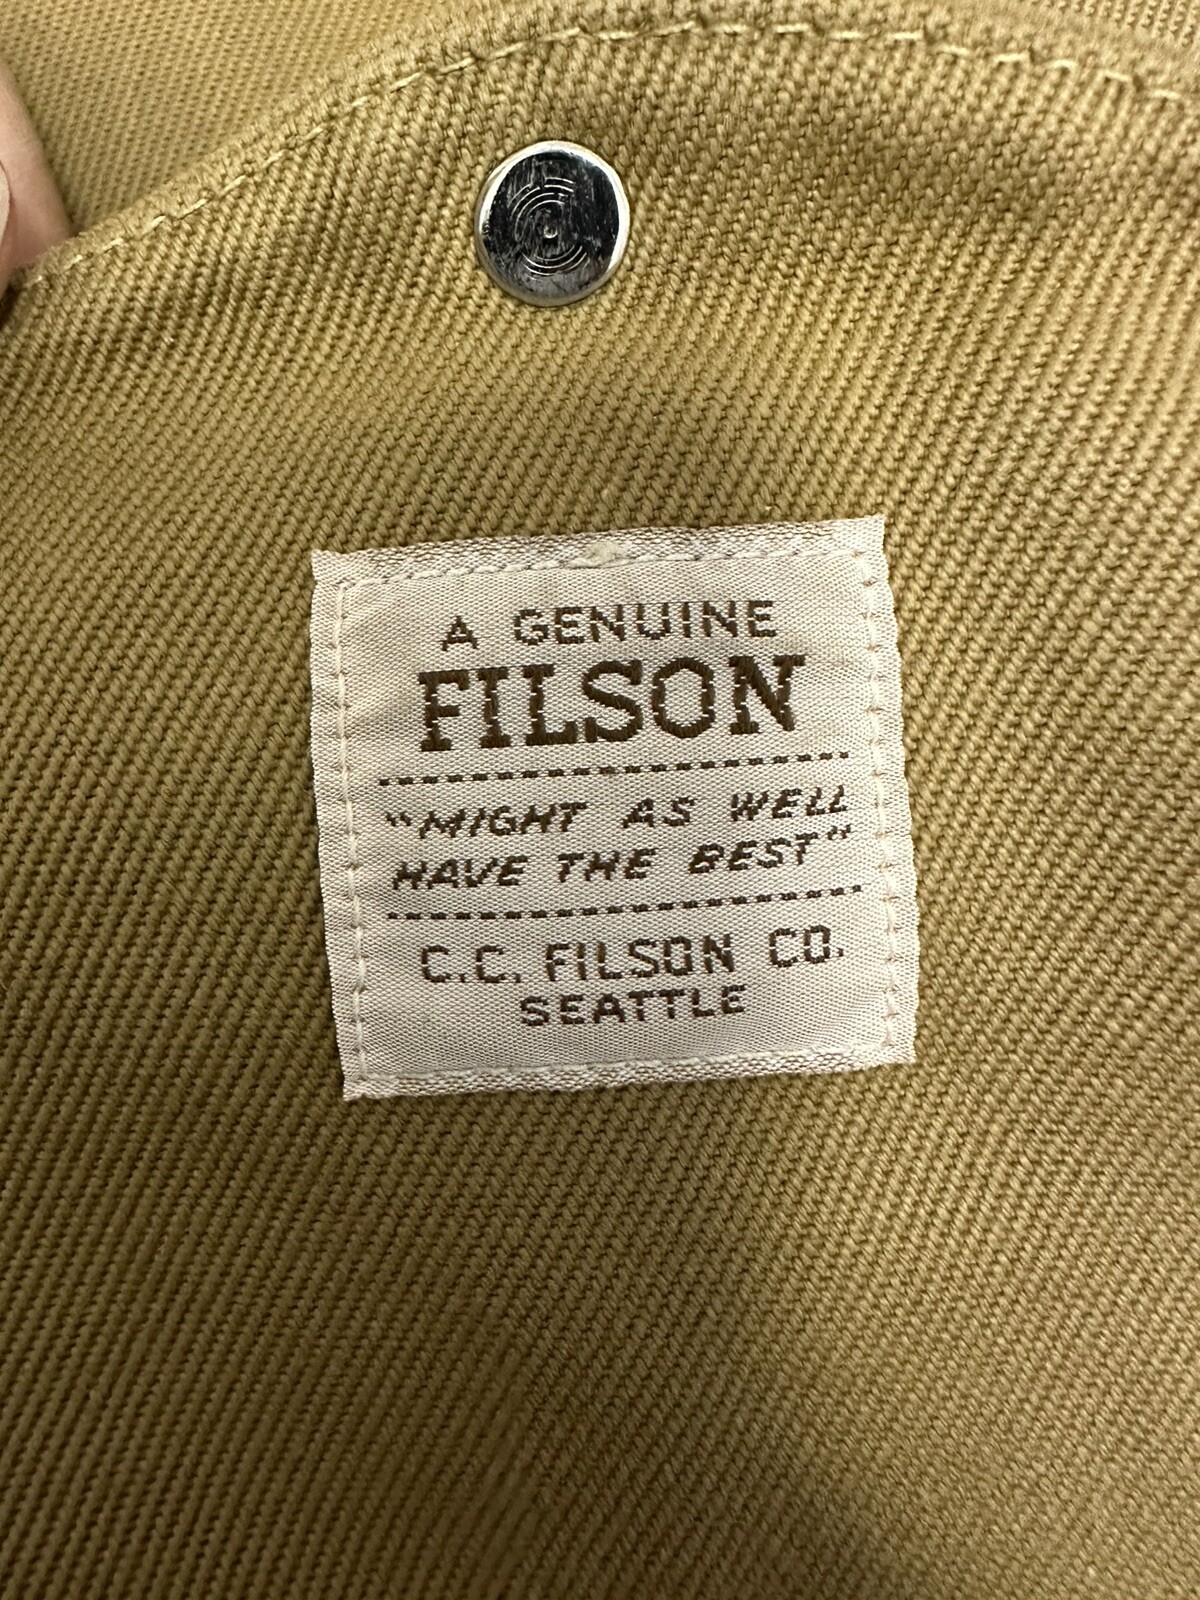 A GENUINE
FILSON
"MIGHT AS WELL
HAVE THE BEST"
C.C. FILSON CO.
SEATTLE